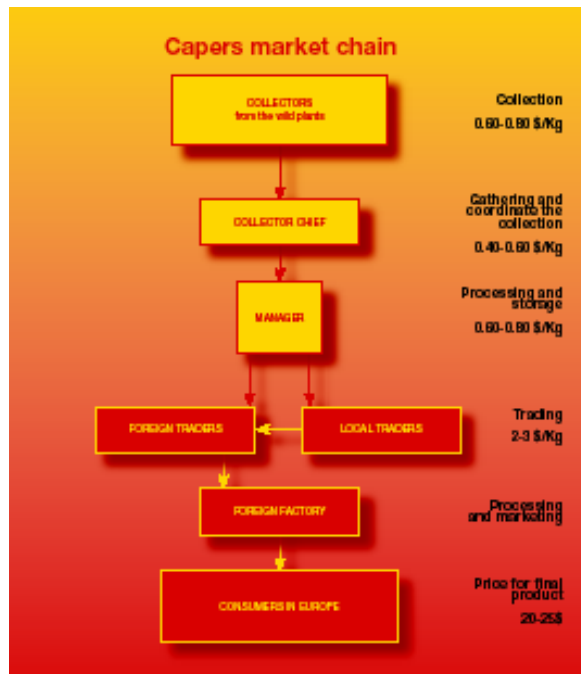 Capers market chain
COLLECTORS
from the wild plants
Collection
0.60-0.80 $/Kg
COLLECTOR CHIEF
Gathering and
coordinate the
collection
0.40-0.60 $/Kg
MANAGER
Processing and
storage
0.60-0.80 $/Kg
FOREIGN TRADERS
LOCAL TRADERS
Trading
2-3 $/Kg
FOREIGN FACTORY
Processing
and marketing
CONSUMERS IN EUROPE
Price for final
product
20-25$